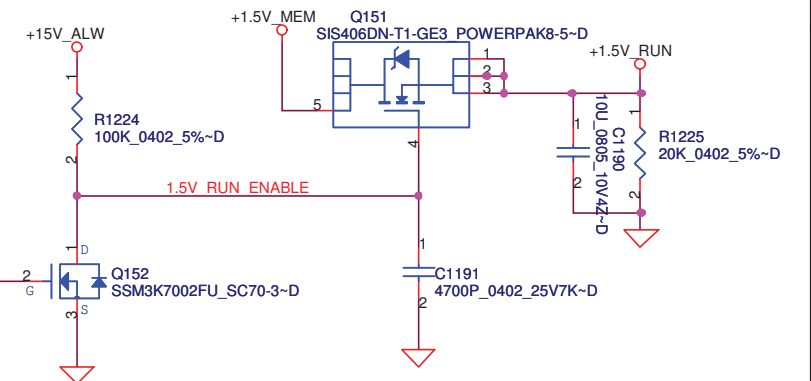 +15V_ALW
+1.5V_MEM
Q151
SIS406DN-T1-GE3_POWERPAK8-5~D
+1.5V_RUN
1
2
3
5
4
1
R1224
100K_0402_5%~D
2
1
C1190
10U_0805_10V4Z~D
2
1
R1225
20K_0402_5%~D
2
1.5V_RUN_ENABLE
1
D
2
G
Q152
SSM3K7002FU_SC70-3~D
3
S
1
C1191
4700P_0402_25V7K~D
2